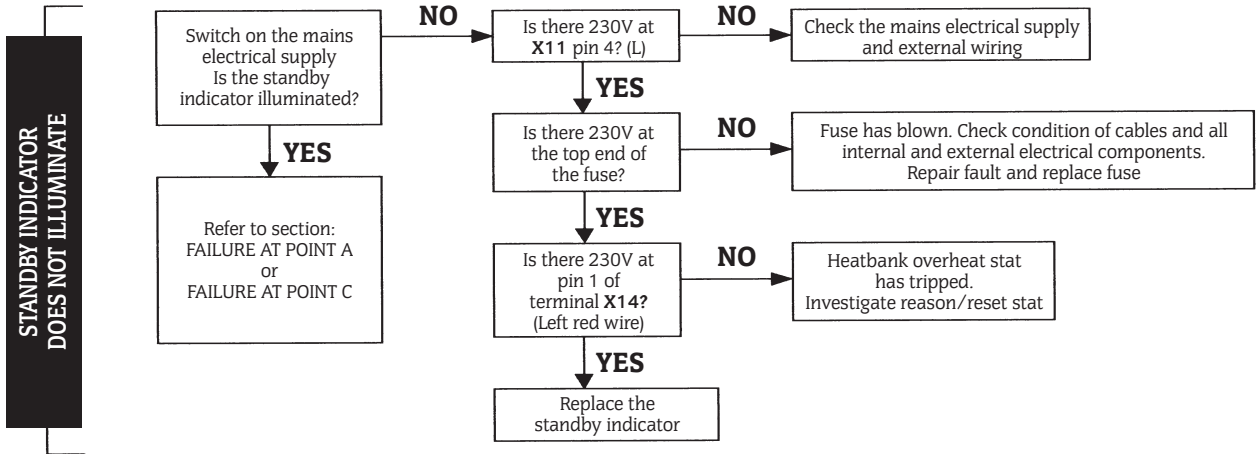 STANDBY INDICATOR
DOES NOT ILLUMINATE
Switch on the mains
electrical supply
Is the standby
indicator illuminated?
NO
YES
Refer to section:
FAILURE AT POINT A
or
FAILURE AT POINT C
Is there 230V at
X11 pin 4? (L)
NO
Check the mains electrical supply
and external wiring
YES
Is there 230V at
the top end of
the fuse?
NO
Fuse has blown. Check condition of cables and all
internal and external electrical components.
Repair fault and replace fuse
YES
Is there 230V at
pin 1 of
terminal X14?
(Left red wire)
NO
Heatbank overheat stat
has tripped.
Investigate reason/reset stat
YES
Replace the
standby indicator